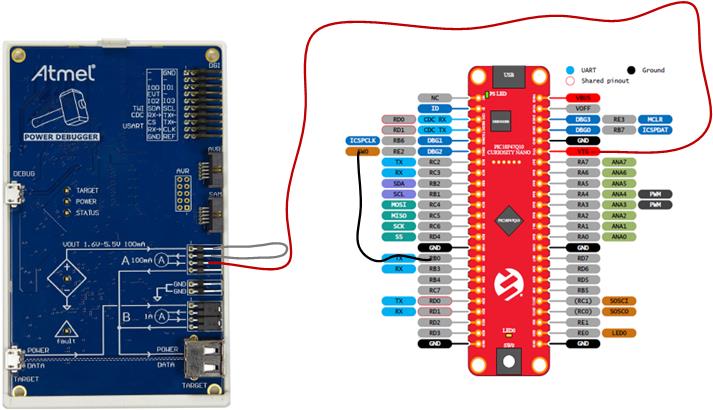 Atmel
POWER DEBUGGER
DGI
- GND
- -
IO0 IO1
EVT -
IO2 IO3
TWI SDA SCL
CDC RX→ TX←
USART RX→ TX←
CS CLK
GND REF
AVR
SAM
AVR
DEBUG
TARGET
POWER
STATUS
VOUT 1.6V-5.5V 100mA
A 100mA A
GND
GND
B 1A A
fault
POWER
DATA
POWER
DATA
TARGET
TARGET
UART
Ground
Shared pinout
USB
PS LED
DEBUGGER
PIC18F47Q10
CURIOSITY NANO
PIC18F47Q10
LED0
SW0
NC
ID
RD0 CDC RX
RD1 CDC TX
ICSPCLK RB6 DBG1
SW0 RE2 DBG2
TX RC2
RX RC3
SDA RB2
SCL RB1
MOSI RC4
MISO RC5
SCK RC6
SS RD4
GND
TX RB0
RX RB3
RB4
RC7
TX RD0
RX RD1
RD2
RD3
GND
VBUS
VOFF
DBG3 RE3 MCLR
DBG0 RB7 ICSPDAT
GND
VTG
RA7 ANA7
RA6 ANA6
RA5 ANA5
RA4 ANA4 PWM
RA3 ANA3 PWM
RA2 ANA2
RA1 ANA1
RA0 ANA0
GND
RD7
RD6
RD5
RB5
(RC1) SOSCI
(RC0) SOSCO
RE1
RE0 LED0
GND